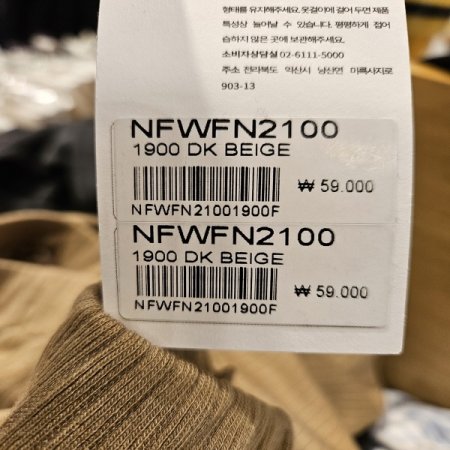 형태를 유지해주세요. 옷걸이에 걸어 두면 제품
특성상 늘어날 수 있습니다. 평평하게 접어
습하지 않은 곳에 보관해주세요.
소비자상담실 02-6111-5000
주소 전라북도 익산시 낭산면 미륵사지로
903-13
NFWFN2100
1900 DK BEIGE
₩ 59.000
NFWFN21001900F
NFWFN2100
1900 DK BEIGE
₩ 59.000
NFWFN21001900F